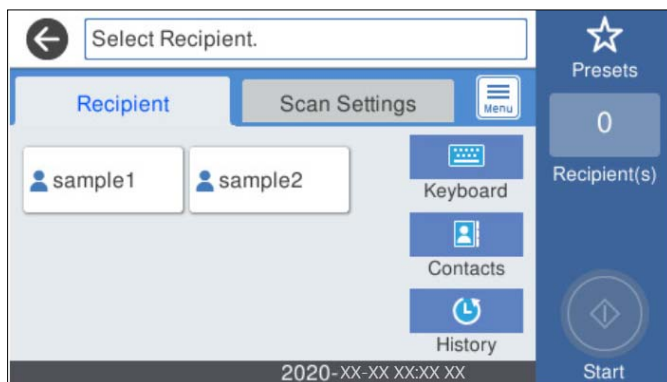 Select Recipient.
Presets
Recipient
Scan Settings
Menu
0
Recipient(s)
sample1
sample2
Keyboard
Contacts
History
2020-XX-XX XX:XX XX
Start